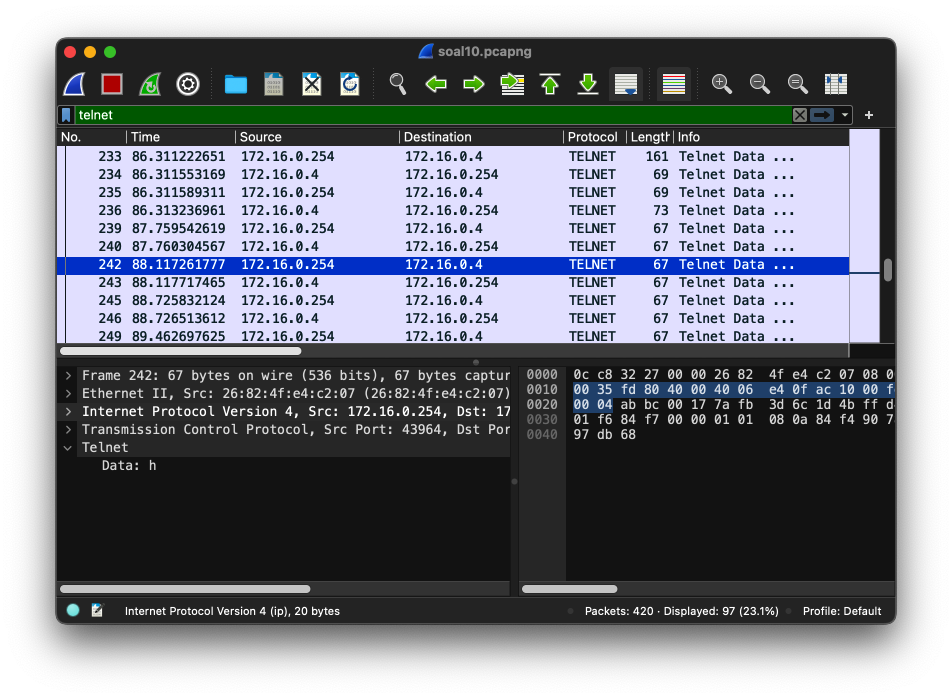 soal10.pcapng
telnet
+
No. Time Source Destination Protocol Length Info
233 86.311222651 172.16.0.254 172.16.0.4 TELNET 161 Telnet Data ...
234 86.311553169 172.16.0.4 172.16.0.254 TELNET 69 Telnet Data ...
235 86.311589311 172.16.0.254 172.16.0.4 TELNET 69 Telnet Data ...
236 86.313236961 172.16.0.4 172.16.0.254 TELNET 73 Telnet Data ...
239 87.759542619 172.16.0.254 172.16.0.4 TELNET 67 Telnet Data ...
240 87.760304567 172.16.0.4 172.16.0.254 TELNET 67 Telnet Data ...
242 88.117261777 172.16.0.254 172.16.0.4 TELNET 67 Telnet Data ...
243 88.117717465 172.16.0.4 172.16.0.254 TELNET 67 Telnet Data ...
245 88.725832124 172.16.0.254 172.16.0.4 TELNET 67 Telnet Data ...
246 88.726513612 172.16.0.4 172.16.0.254 TELNET 67 Telnet Data ...
249 89.462697625 172.16.0.254 172.16.0.4 TELNET 67 Telnet Data ...
Frame 242: 67 bytes on wire (536 bits), 67 bytes captur
Ethernet II, Src: 26:82:4f:e4:c2:07 (26:82:4f:e4:c2:07)
Internet Protocol Version 4, Src: 172.16.0.254, Dst: 17
Transmission Control Protocol, Src Port: 43964, Dst Por
Telnet
Data: h
0000 0c c8 32 27 00 00 26 82 4f e4 c2 07 08 0
0010 00 35 fd 80 40 00 40 06 e4 0f ac 10 00 f
0020 00 04 ab bc 00 17 7a fb 3d 6c 1d 4b ff d
0030 01 f6 84 f7 00 00 01 01 08 0a 84 f4 90 7
0040 97 db 68
Internet Protocol Version 4 (ip), 20 bytes
Packets: 420 · Displayed: 97 (23.1%)
Profile: Default